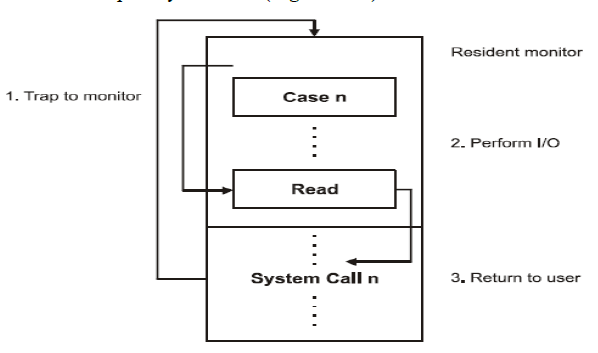 Resident monitor
1. Trap to monitor
Case n
2. Perform I/O
Read
System Call n
3. Return to user